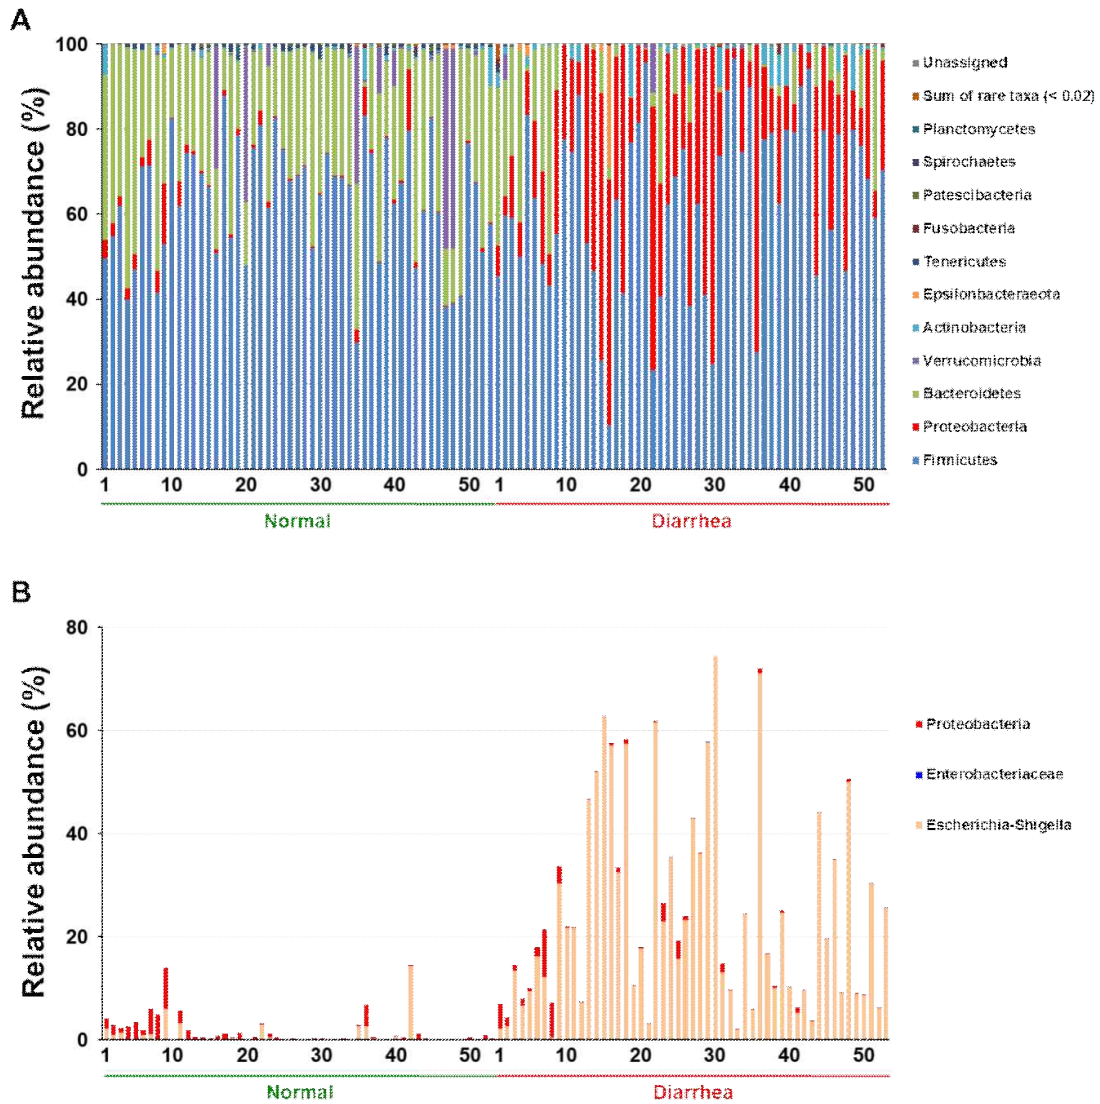 A
Relative abundance (%)
100
80
60
40
20
0
1 10 20 30 40 50 1 10 20 30 40 50
Normal Diarrhea
Unassigned
Sum of rare taxa (< 0.02)
Planctomycetes
Spirochaetes
Patescibacteria
Fusobacteria
Tenericutes
Epsilonbacteraeota
Actinobacteria
Verrucomicrobia
Bacteroidetes
Proteobacteria
Firmicutes
B
Relative abundance (%)
80
60
40
20
0
1 10 20 30 40 50 1 10 20 30 40 50
Normal Diarrhea
Proteobacteria
Enterobacteriaceae
Escherichia-Shigella